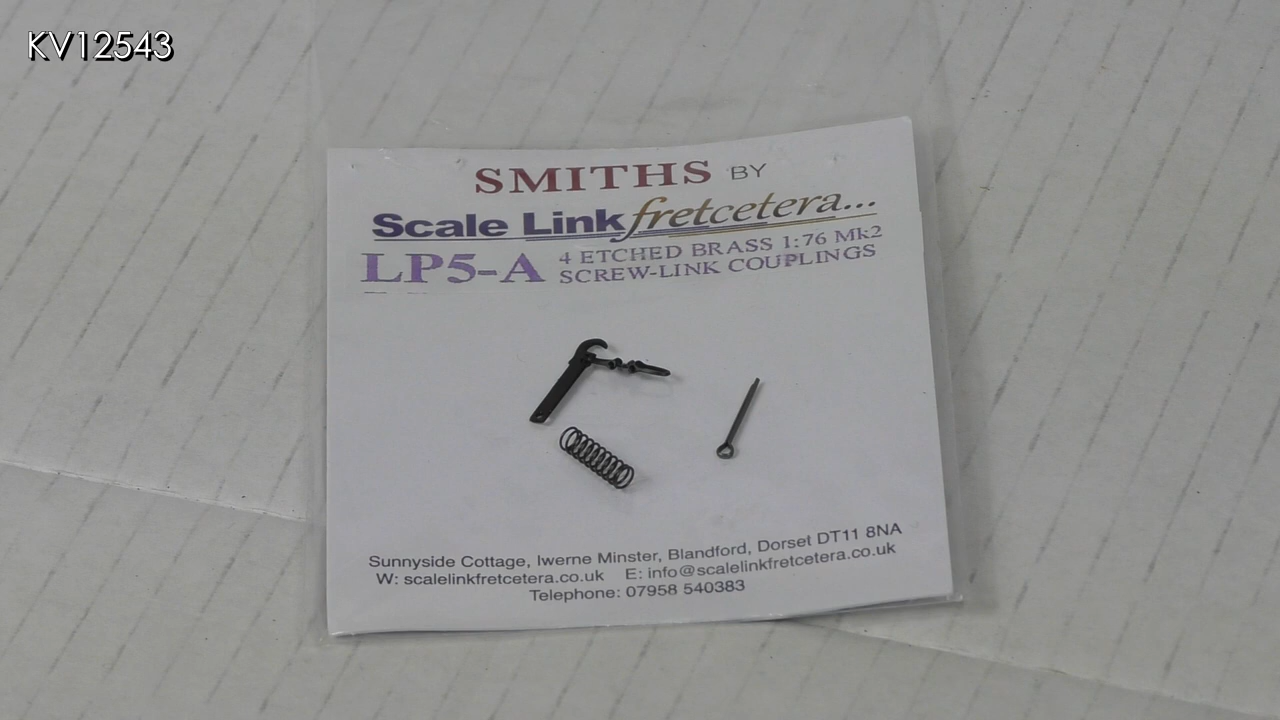 KV12543
SMITHS BY
Scale Link fretcetera...
LP5-A 4 ETCHED BRASS 1:76 Mk2
SCREW-LINK COUPLINGS
Sunnyside Cottage, Iwerne Minster, Blandford, Dorset DT11 8NA
W: scalelinkfretcetera.co.uk E: info@scalelinkfretcetera.co.uk
Telephone: 07958 540383